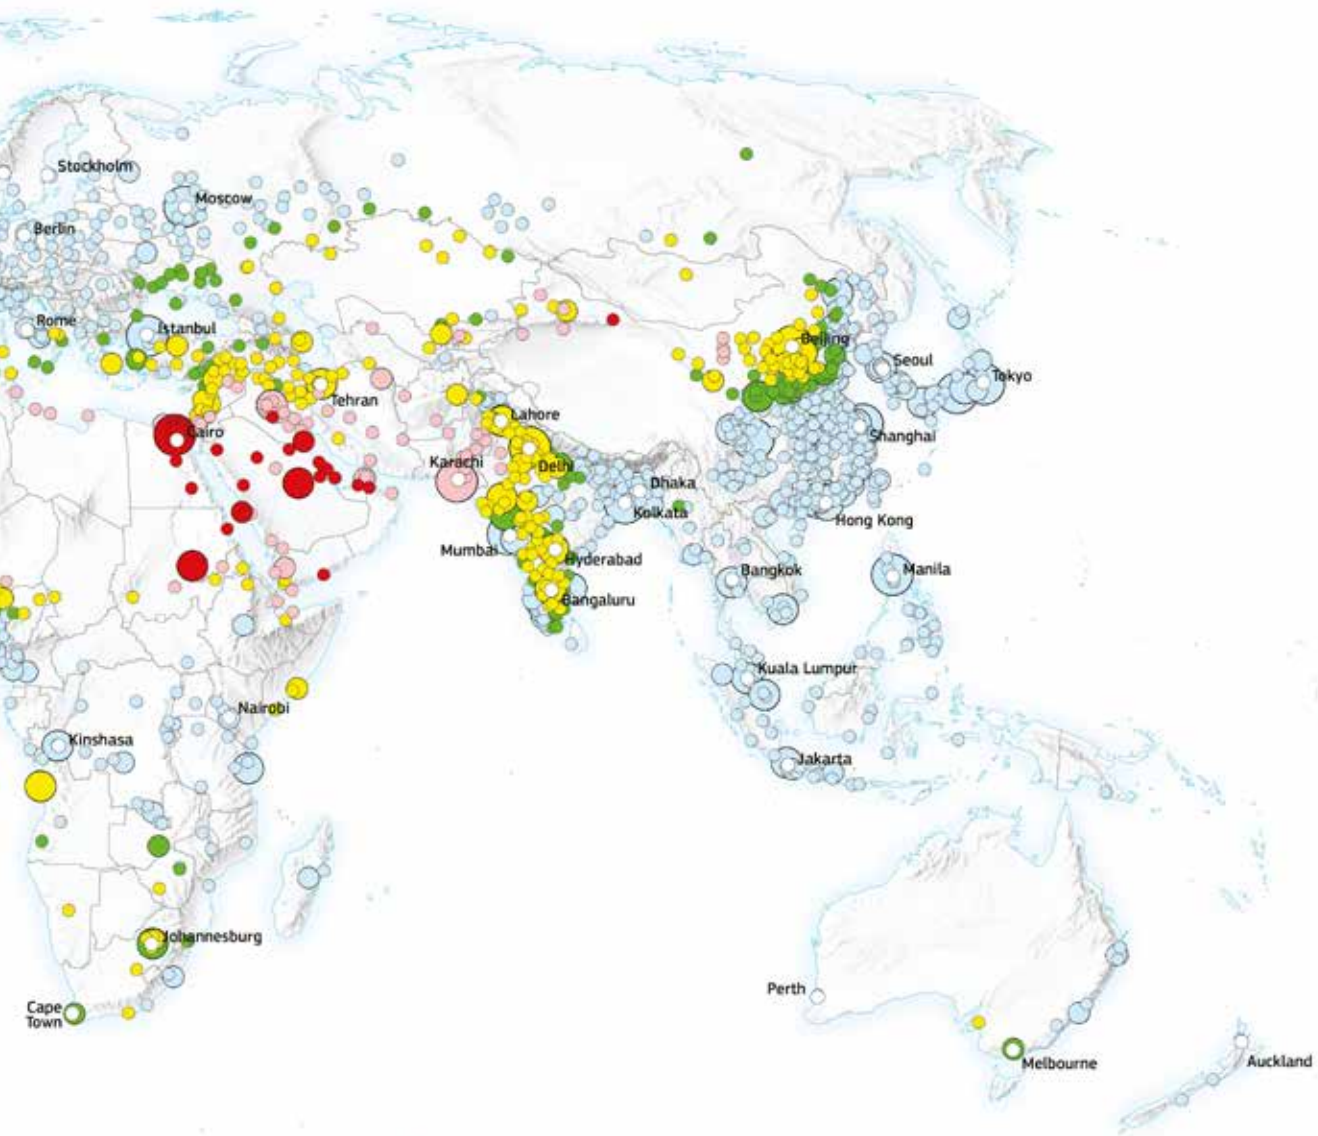 Stockholm
Moscow
Berlin
Rome
Istanbul
Beijing
Seoul
Tokyo
Tehran
Lahore
Cairo
Shanghai
Karachi
Delhi
Dhaka
Kolkata
Hong Kong
Mumbai
Hyderabad
Bangkok
Manila
Bangaluru
Kuala Lumpur
Nairobi
Kinshasa
Jakarta
Johannesburg
Perth
Cape
Town
Melbourne
Auckland